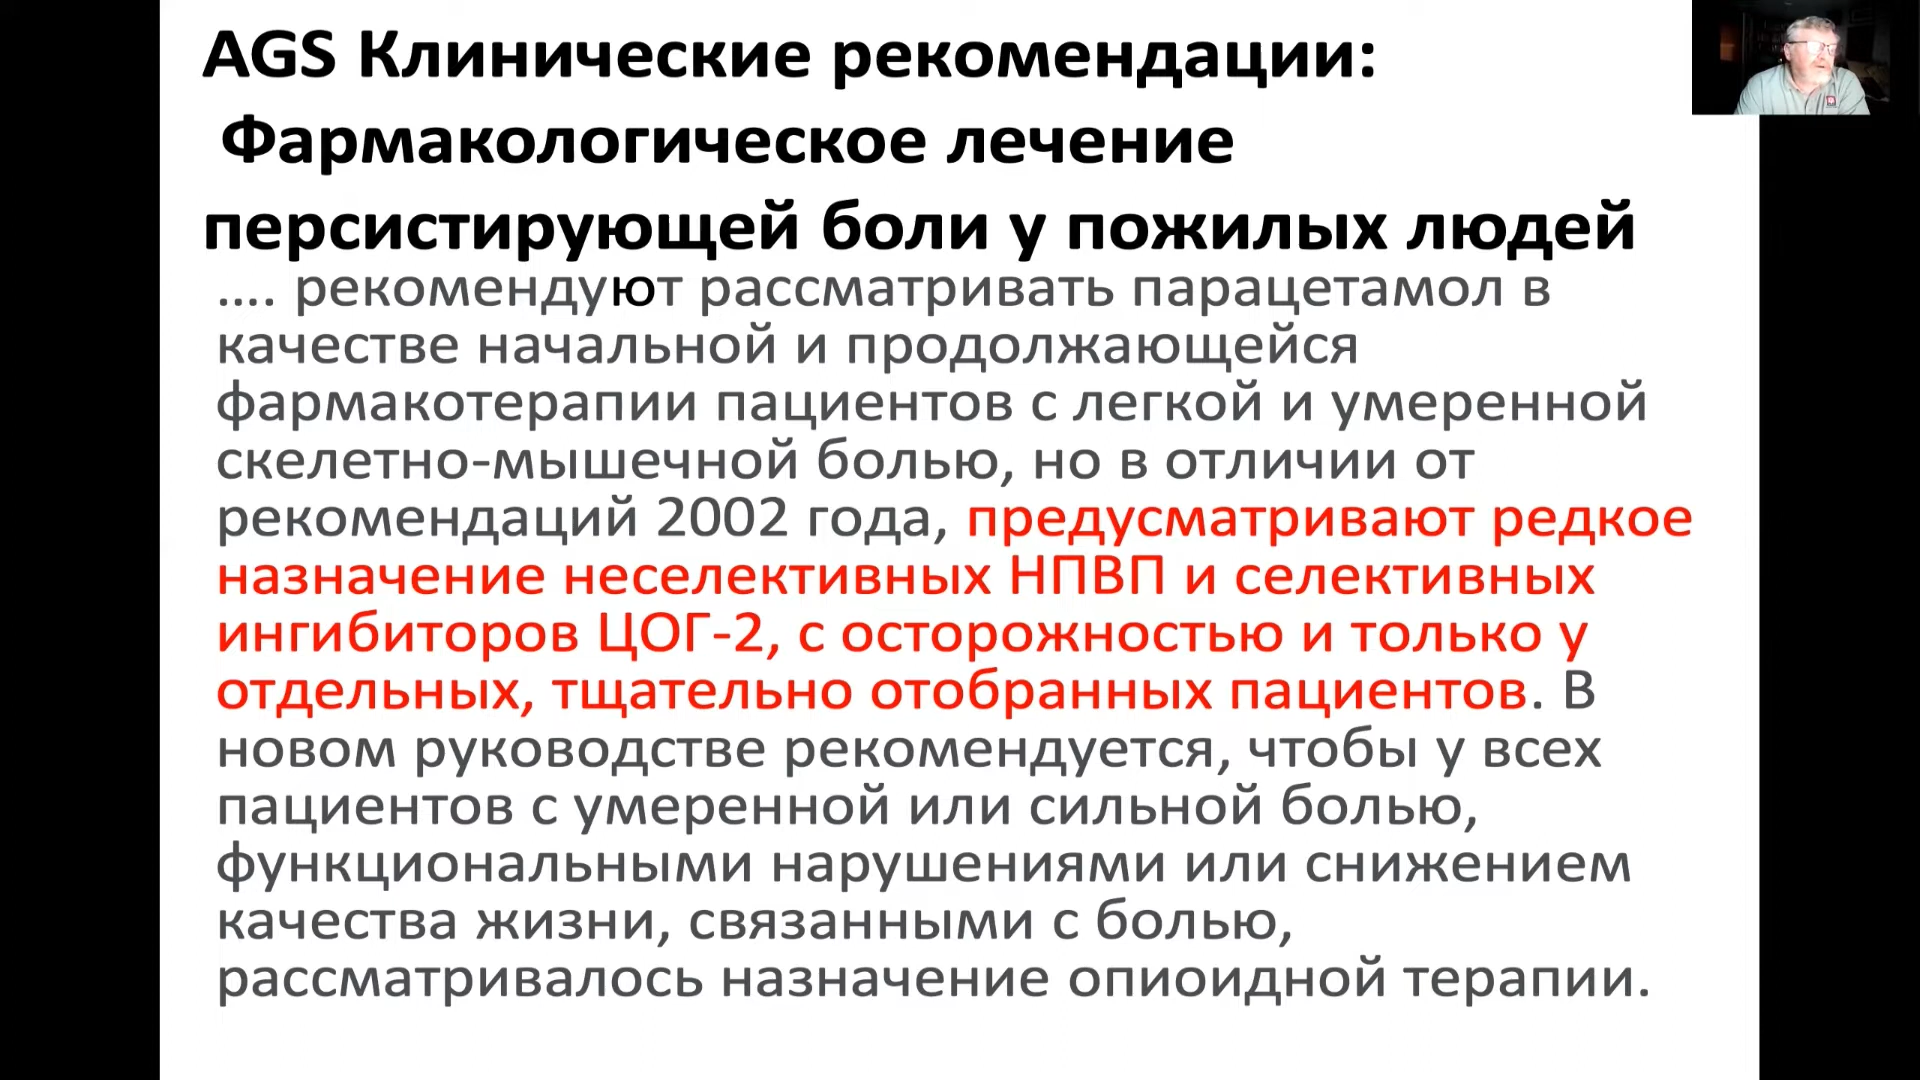 AGS Клинические рекомендации:
Фармакологическое лечение
персистирующей боли у пожилых людей
.... рекомендуют рассматривать парацетамол в
качестве начальной и продолжающейся
фармакотерапии пациентов с легкой и умеренной
скелетно-мышечной болью, но в отличии от
рекомендаций 2002 года, предусматривают редкое
назначение неселективных НПВП и селективных
ингибиторов ЦОГ-2, с осторожностью и только у
отдельных, тщательно отобранных пациентов. В
новом руководстве рекомендуется, чтобы у всех
пациентов с умеренной или сильной болью,
функциональными нарушениями или снижением
качества жизни, связанными с болью,
рассматривалось назначение опиоидной терапии.